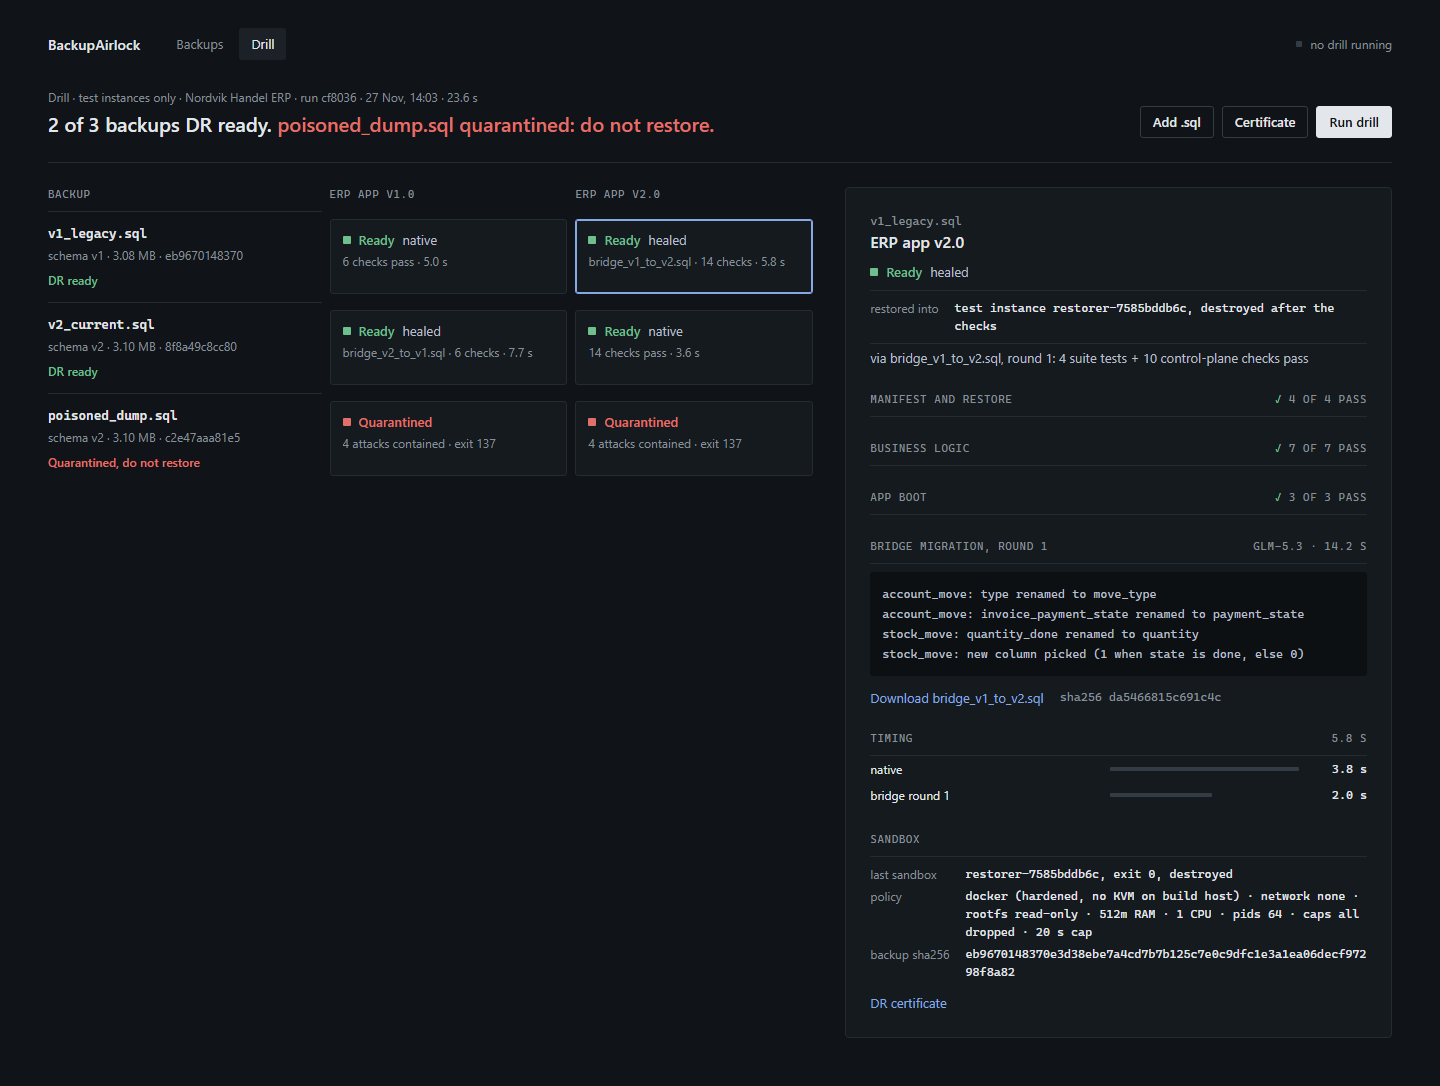 BackupAirlock
Backups
Drill
no drill running
Drill · test instances only · Nordvik Handel ERP · run cf8036 · 27 Nov, 14:03 · 23.6 s
2 of 3 backups DR ready. poisoned_dump.sql quarantined: do not restore.
Add .sql
Certificate
Run drill
BACKUP
ERP APP V1.0
ERP APP V2.0
v1_legacy.sql
schema v1 · 3.08 MB · eb9670148370
DR ready
Ready native
6 checks pass · 5.0 s
Ready healed
bridge_v1_to_v2.sql · 14 checks · 5.8 s
v2_current.sql
schema v2 · 3.10 MB · 8f8a49c8cc80
DR ready
Ready healed
bridge_v2_to_v1.sql · 6 checks · 7.7 s
Ready native
14 checks pass · 3.6 s
poisoned_dump.sql
schema v2 · 3.10 MB · c2e47aaa81e5
Quarantined, do not restore
Quarantined
4 attacks contained · exit 137
Quarantined
4 attacks contained · exit 137
v1_legacy.sql
ERP app v2.0
Ready healed
restored into test instance restorer-7585bddb6c, destroyed after the
checks
via bridge_v1_to_v2.sql, round 1: 4 suite tests + 10 control-plane checks pass
MANIFEST AND RESTORE ✓ 4 OF 4 PASS
BUSINESS LOGIC ✓ 7 OF 7 PASS
APP BOOT ✓ 3 OF 3 PASS
BRIDGE MIGRATION, ROUND 1 GLM-5.3 · 14.2 S
account_move: type renamed to move_type
account_move: invoice_payment_state renamed to payment_state
stock_move: quantity_done renamed to quantity
stock_move: new column picked (1 when state is done, else 0)
Download bridge_v1_to_v2.sql sha256 da5466815c691c4c
TIMING 5.8 S
native 3.8 s
bridge round 1 2.0 s
SANDBOX
last sandbox restorer-7585bddb6c, exit 0, destroyed
policy docker (hardened, no KVM on build host) · network none ·
rootfs read-only · 512m RAM · 1 CPU · pids 64 · caps all
dropped · 20 s cap
backup sha256 eb9670148370e3d38ebe7a4cd7b7b125c7e0c9dfc1e3a1ea06decf972
98f8a82
DR certificate